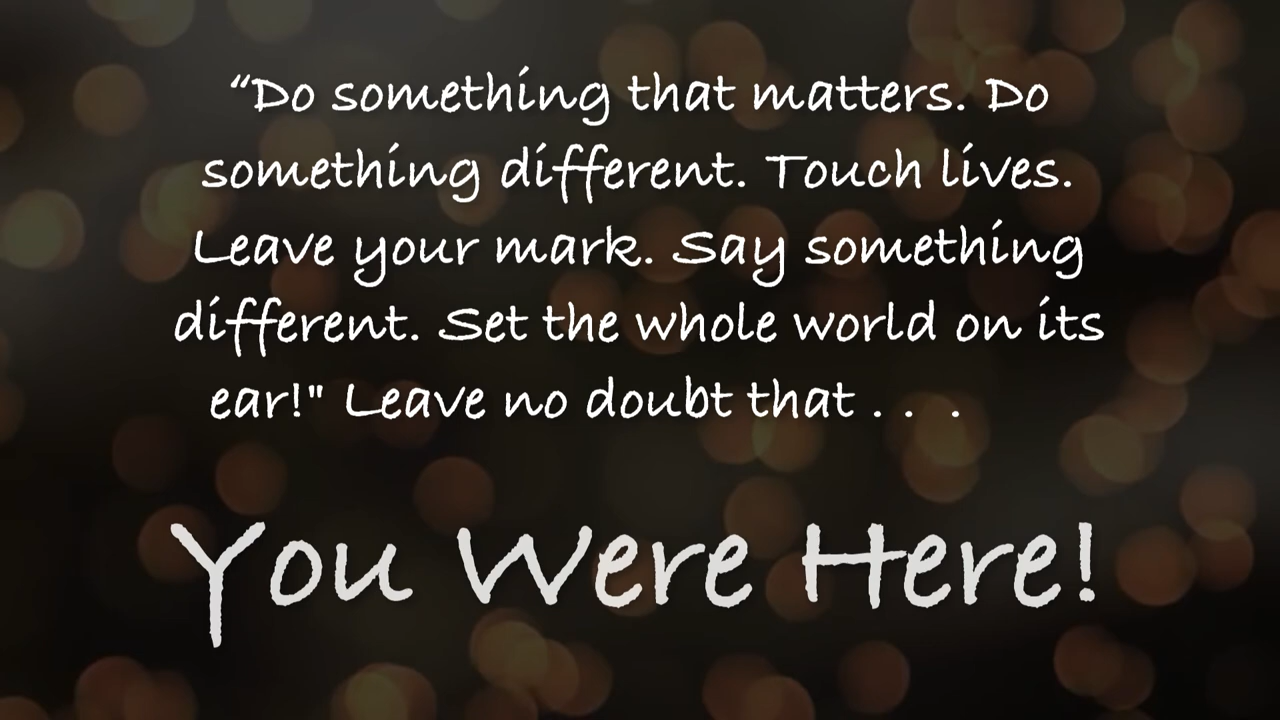 “Do something that matters. Do
something different. Touch lives.
Leave your mark. Say something
different. Set the whole world on its
ear!" Leave no doubt that . . .
You Were Here!